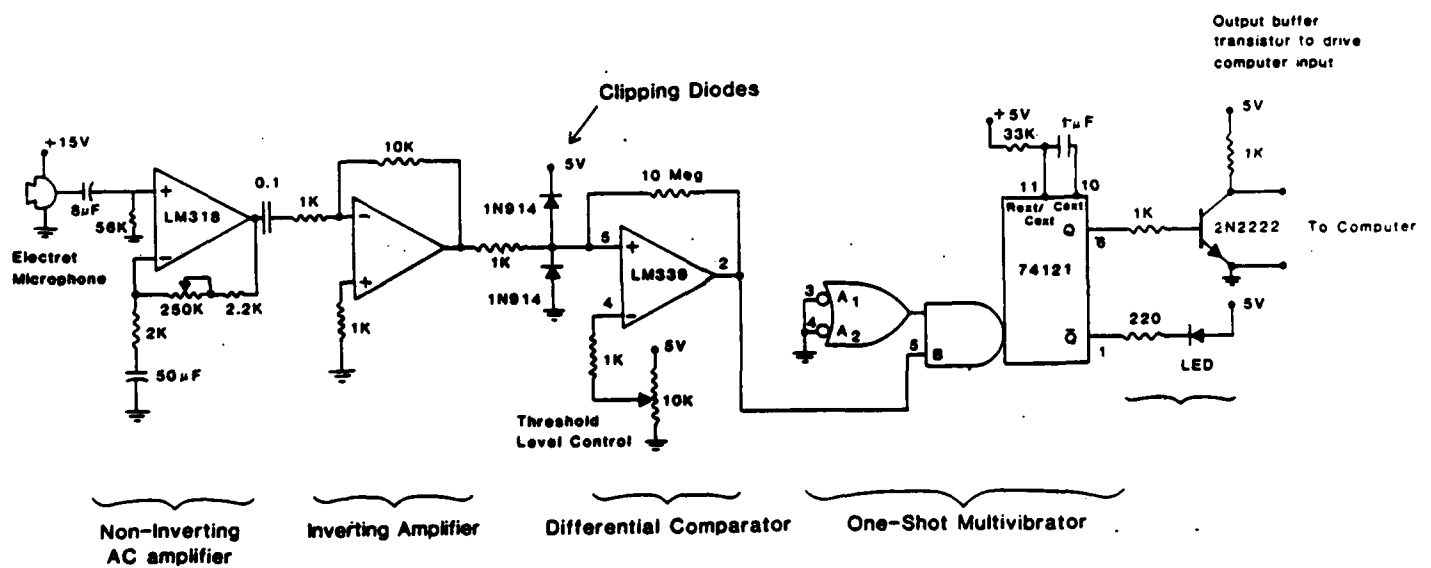 Output buffer
transistor to drive
computer input
Clipping Diodes
+15V
8µF
56K
Electret
Microphone
+
LM318
−
250K
2.2K
2K
50µF
0.1
1K
10K
−
+
1K
1K
5V
1N914
1N914
10 Meg
5
+
LM339
2
4
−
1K
5V
10K
Threshold
Level Control
3
A1
4
A2
5
B
+5V
33K
1µF
11
10
Rext/
Cext
Cext
Q
6
74121
Q̅
1
1K
5V
1K
2N2222
To Computer
220
5V
LED
Non-Inverting
AC amplifier
Inverting Amplifier
Differential Comparator
One-Shot Multivibrator